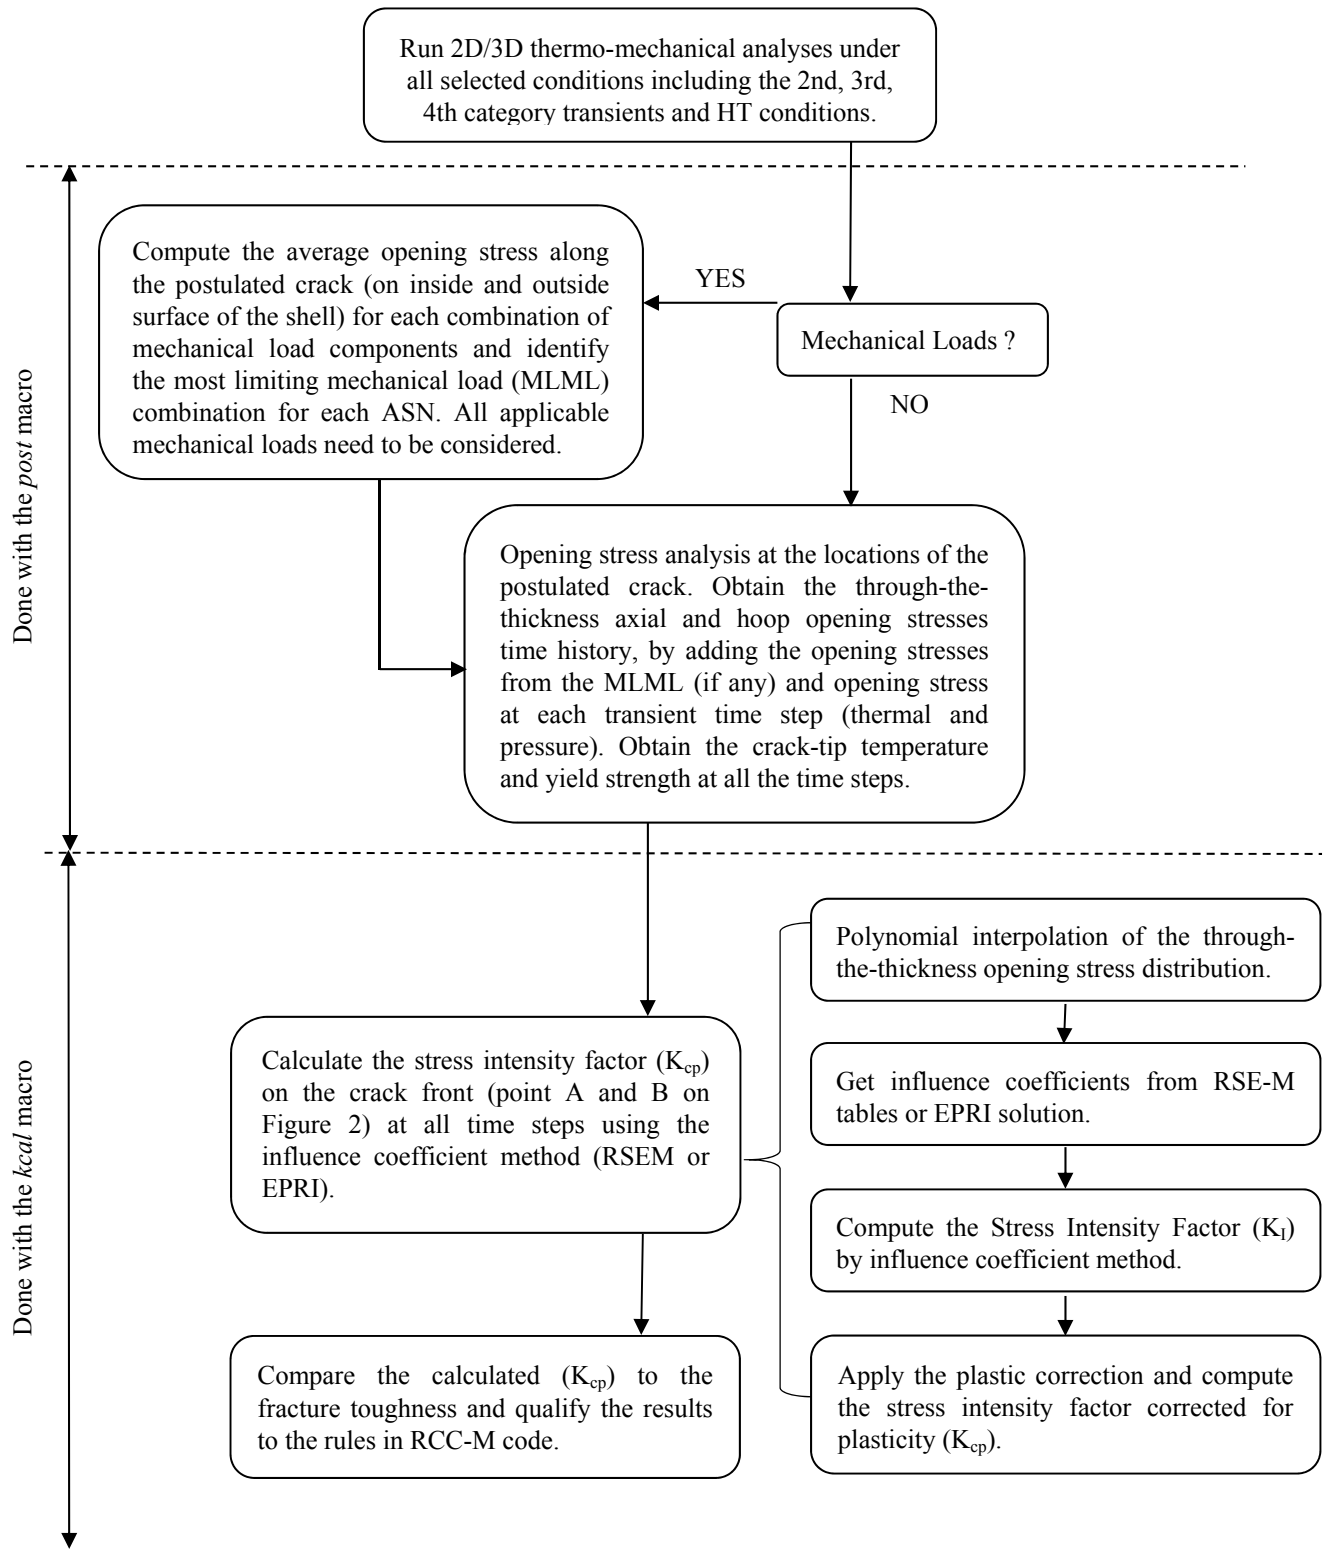 Run 2D/3D thermo-mechanical analyses under
all selected conditions including the 2nd, 3rd,
4th category transients and HT conditions.
Compute the average opening stress along
the postulated crack (on inside and outside
surface of the shell) for each combination of
mechanical load components and identify
the most limiting mechanical load (MLML)
combination for each ASN. All applicable
mechanical loads need to be considered.
YES
Mechanical Loads ?
NO
Done with the post macro
Opening stress analysis at the locations of the
postulated crack. Obtain the through-the-
thickness axial and hoop opening stresses
time history, by adding the opening stresses
from the MLML (if any) and opening stress
at each transient time step (thermal and
pressure). Obtain the crack-tip temperature
and yield strength at all the time steps.
Done with the kcal macro
Calculate the stress intensity factor (Kcp)
on the crack front (point A and B on
Figure 2) at all time steps using the
influence coefficient method (RSEM or
EPRI).
Compare the calculated (Kcp) to the
fracture toughness and qualify the results
to the rules in RCC-M code.
Polynomial interpolation of the through-
the-thickness opening stress distribution.
Get influence coefficients from RSE-M
tables or EPRI solution.
Compute the Stress Intensity Factor (KI)
by influence coefficient method.
Apply the plastic correction and compute
the stress intensity factor corrected for
plasticity (Kcp).